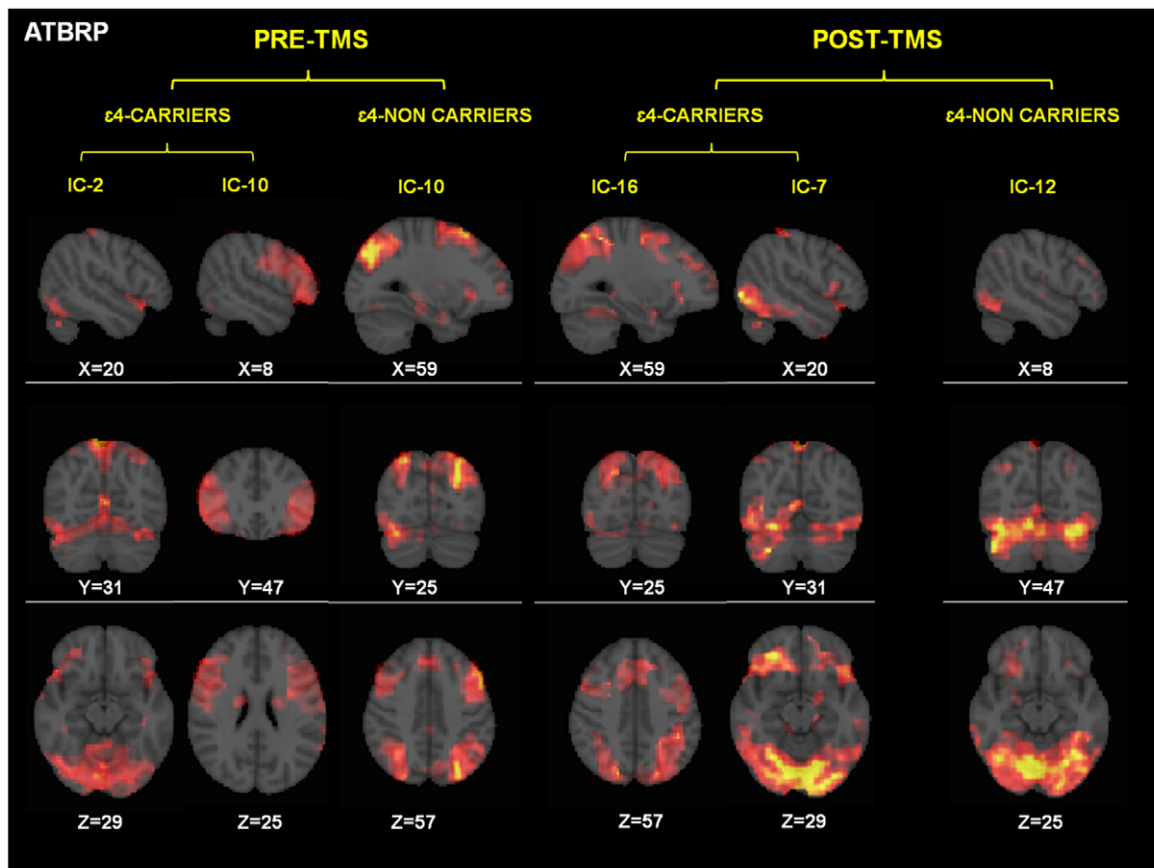 ATBRP
PRE-TMS POST-TMS
ε4-CARRIERS ε4-NON CARRIERS ε4-CARRIERS ε4-NON CARRIERS
IC-2 IC-10 IC-10 IC-16 IC-7 IC-12
X=20 X=8 X=59 X=59 X=20 X=8
Y=31 Y=47 Y=25 Y=25 Y=31 Y=47
Z=29 Z=25 Z=57 Z=57 Z=29 Z=25